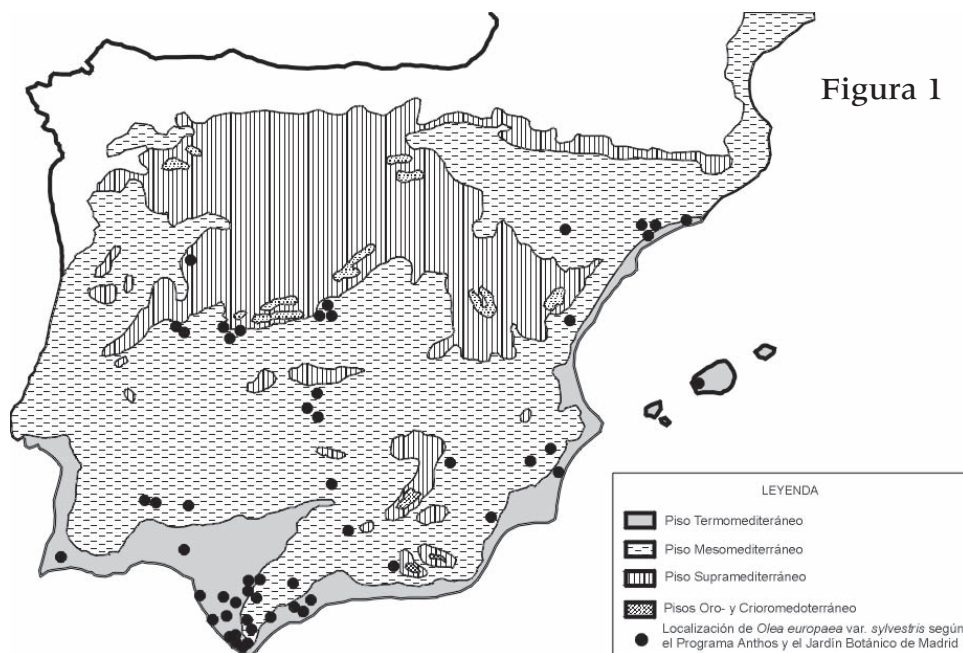 Figura 1
LEYENDA
Piso Termomediteráneo
Piso Mesomediterráneo
Piso Supramediterráneo
Pisos Oro- y Crioromedoterráneo
Localización de Olea europaea var. sylvestris según
el Programa Anthos y el Jardín Botánico de Madrid